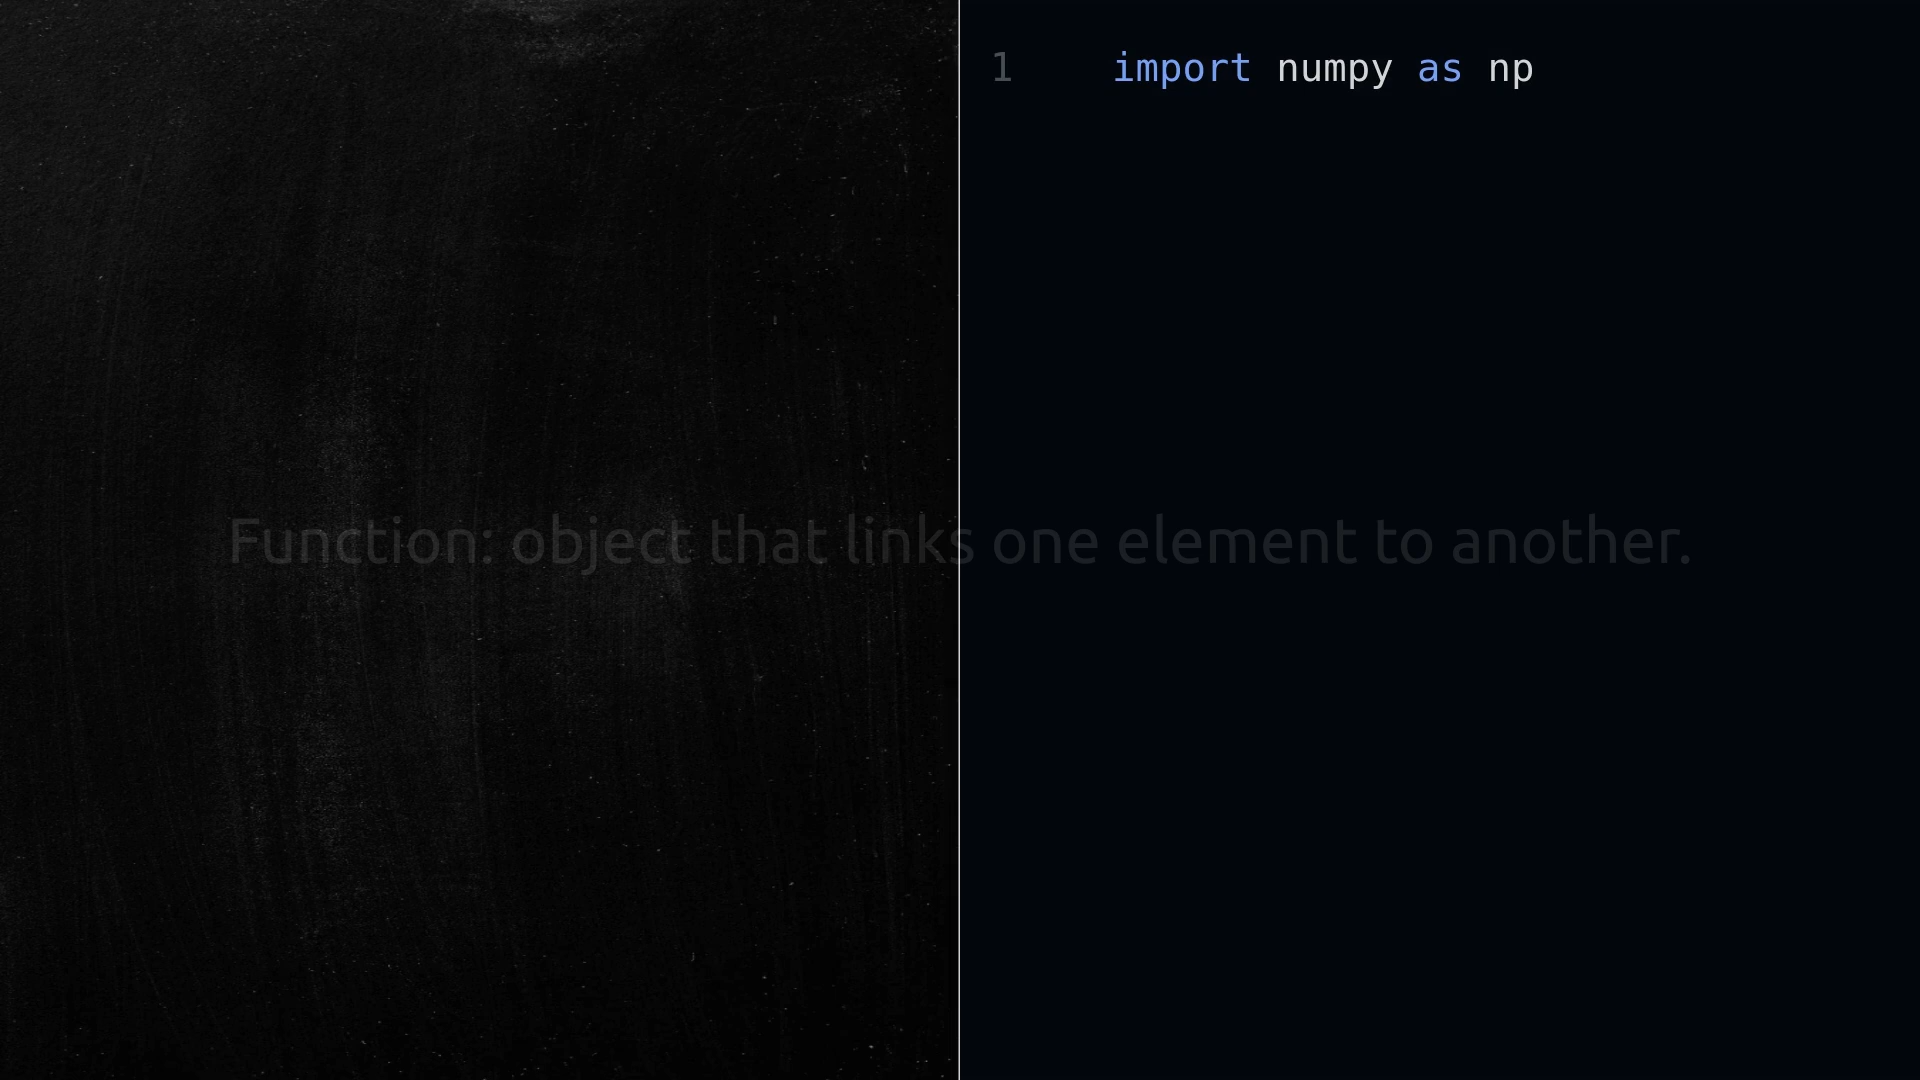 1 import numpy as np
Function: object that links one element to another.